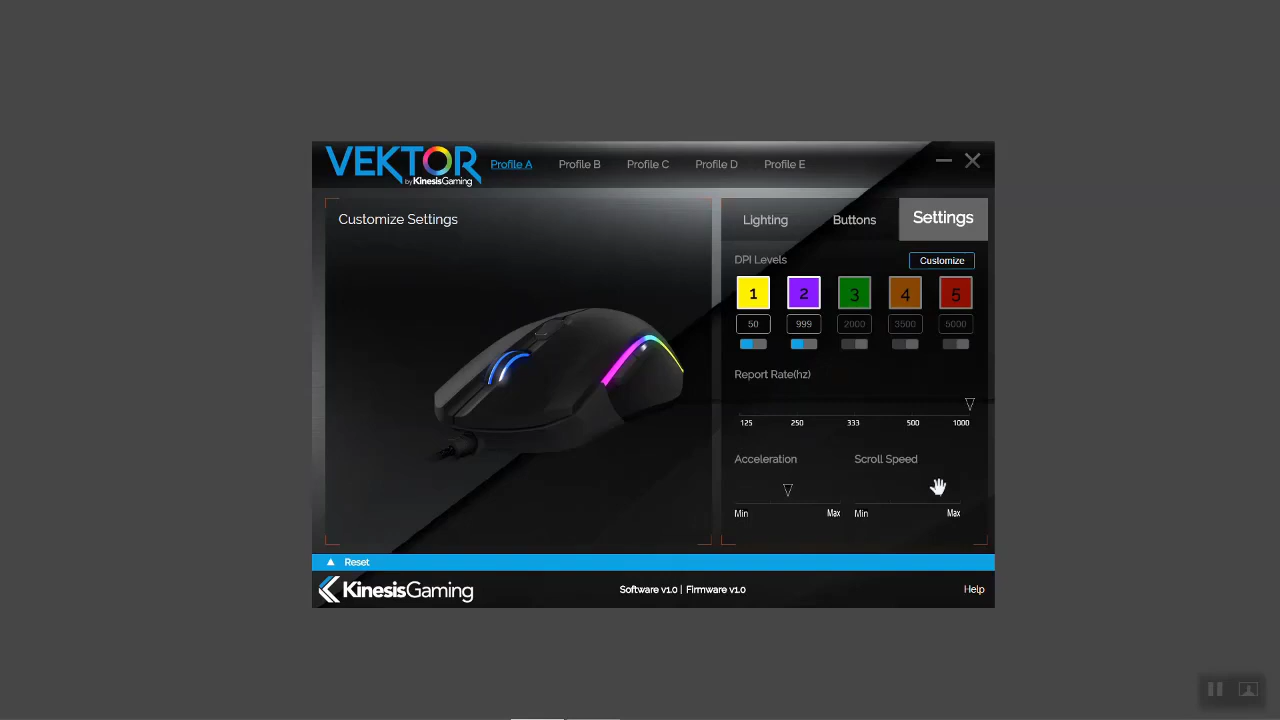 VEKTOR
by KinesisGaming
Profile A Profile B Profile C Profile D Profile E
Customize Settings
Lighting Buttons Settings
DPI Levels Customize
1 2 3 4 5
50 999 2000 3500 5000
Report Rate(hz)
125 250 333 500 1000
Acceleration Scroll Speed
Min Max Min Max
Reset
KinesisGaming Software v1.0 | Firmware v1.0 Help